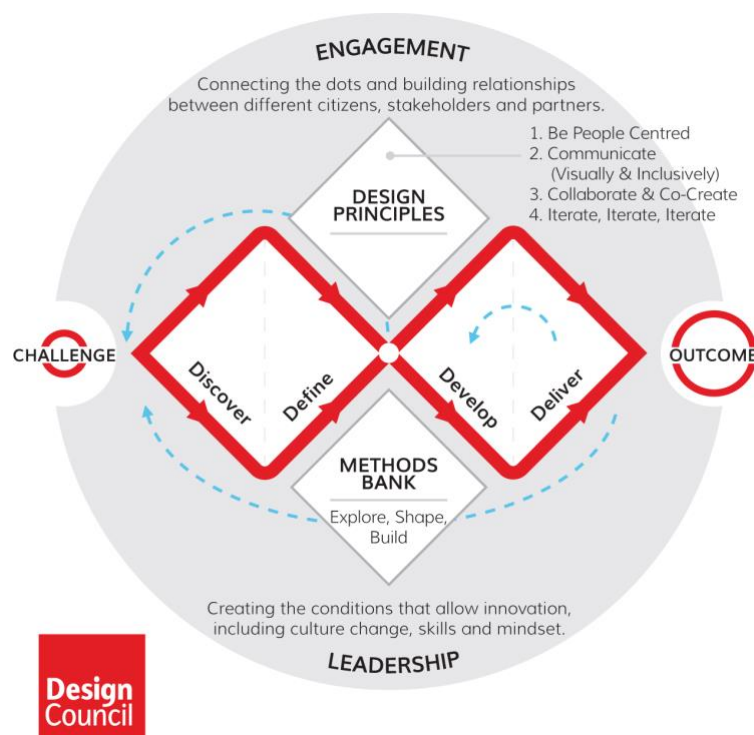 ENGAGEMENT
Connecting the dots and building relationships
between different citizens, stakeholders and partners.
1. Be People Centred
2. Communicate
(Visually & Inclusively)
3. Collaborate & Co-Create
4. Iterate, Iterate, Iterate
DESIGN
PRINCIPLES
CHALLENGE
Discover
Define
Develop
Deliver
OUTCOME
METHODS
BANK
Explore, Shape,
Build
Creating the conditions that allow innovation,
including culture change, skills and mindset.
LEADERSHIP
Design
Council